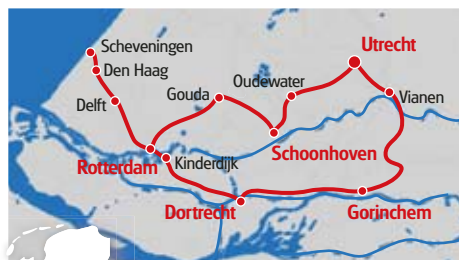 Scheveningen
Utrecht
Den Haag
Oudewater
Gouda
Vianen
Delft
Schoonhoven
Rotterdam
Kinderdijk
Dortrecht
Gorinchem